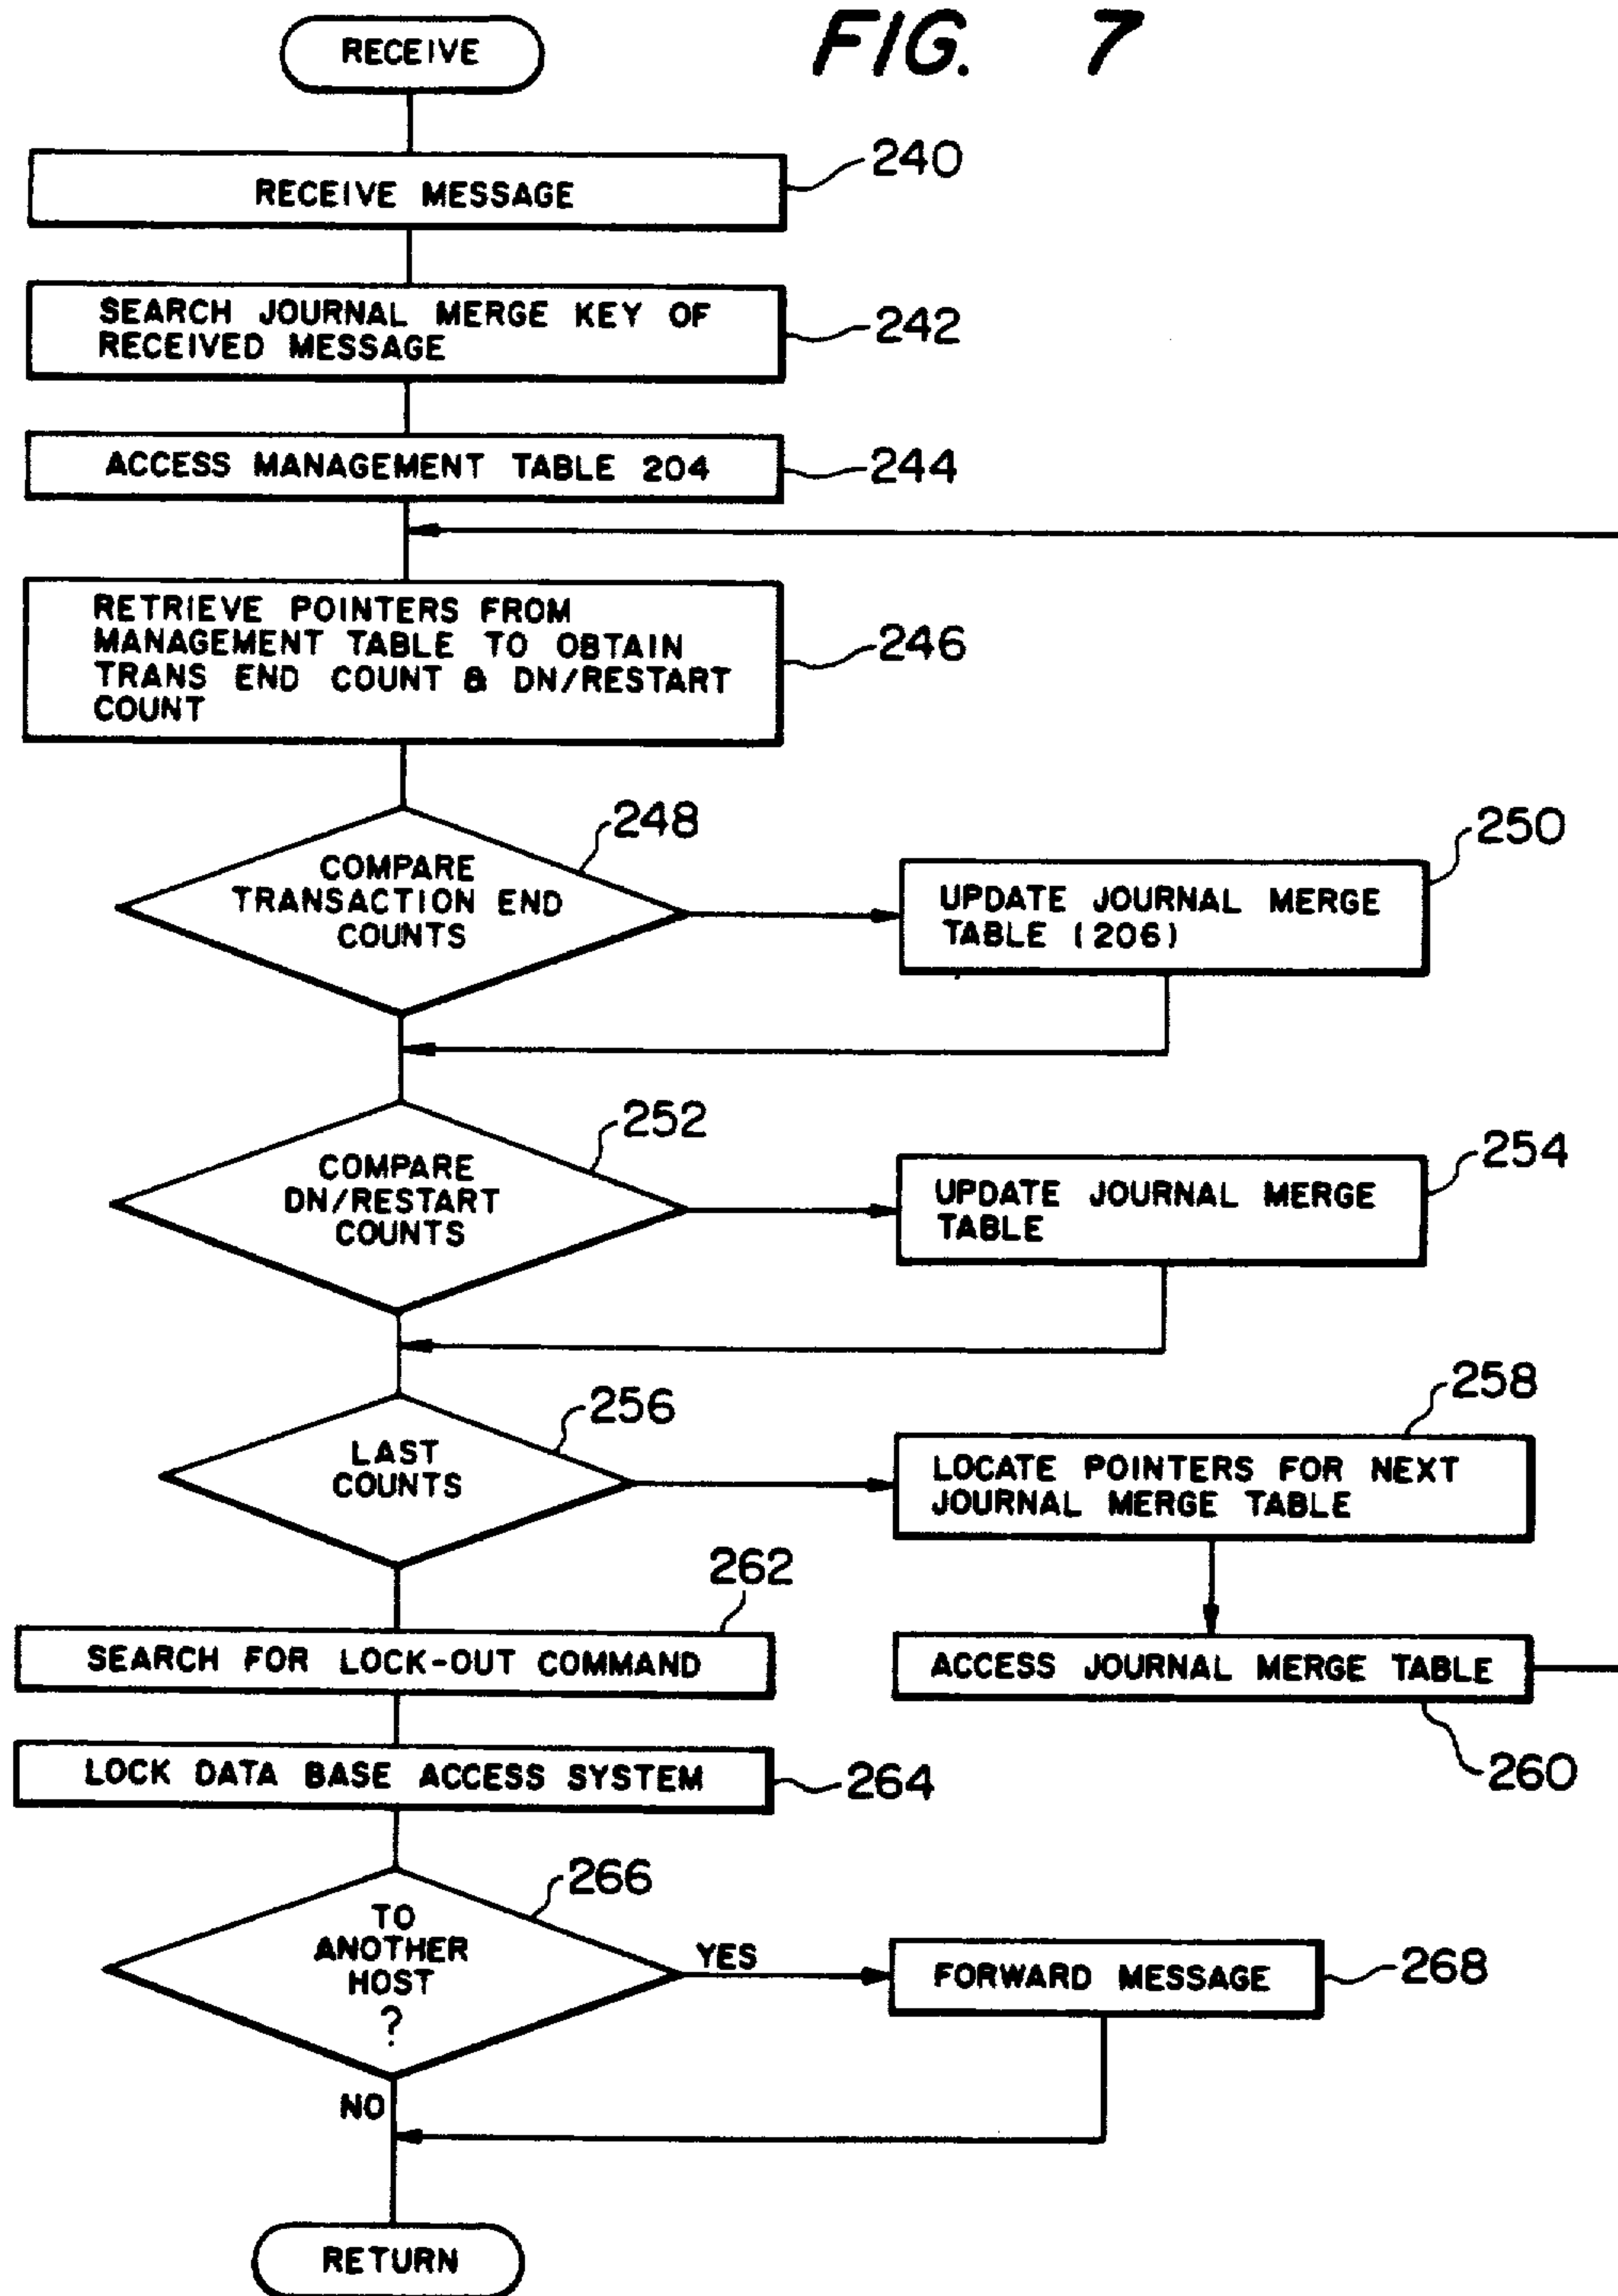 FIG. 7
RECEIVE
RECEIVE MESSAGE
240
SEARCH JOURNAL MERGE KEY OF
RECEIVED MESSAGE
242
ACCESS MANAGEMENT TABLE 204
244
RETRIEVE POINTERS FROM
MANAGEMENT TABLE TO OBTAIN
TRANS END COUNT & DN/RESTART
COUNT
246
COMPARE
TRANSACTION END
COUNTS
248
UPDATE JOURNAL MERGE
TABLE (206)
250
COMPARE
DN/RESTART
COUNTS
252
UPDATE JOURNAL MERGE
TABLE
254
LAST
COUNTS
256
LOCATE POINTERS FOR NEXT
JOURNAL MERGE TABLE
258
262
SEARCH FOR LOCK-OUT COMMAND
ACCESS JOURNAL MERGE TABLE
260
LOCK DATA BASE ACCESS SYSTEM
264
TO
ANOTHER
HOST
?
266
YES
FORWARD MESSAGE
268
NO
RETURN